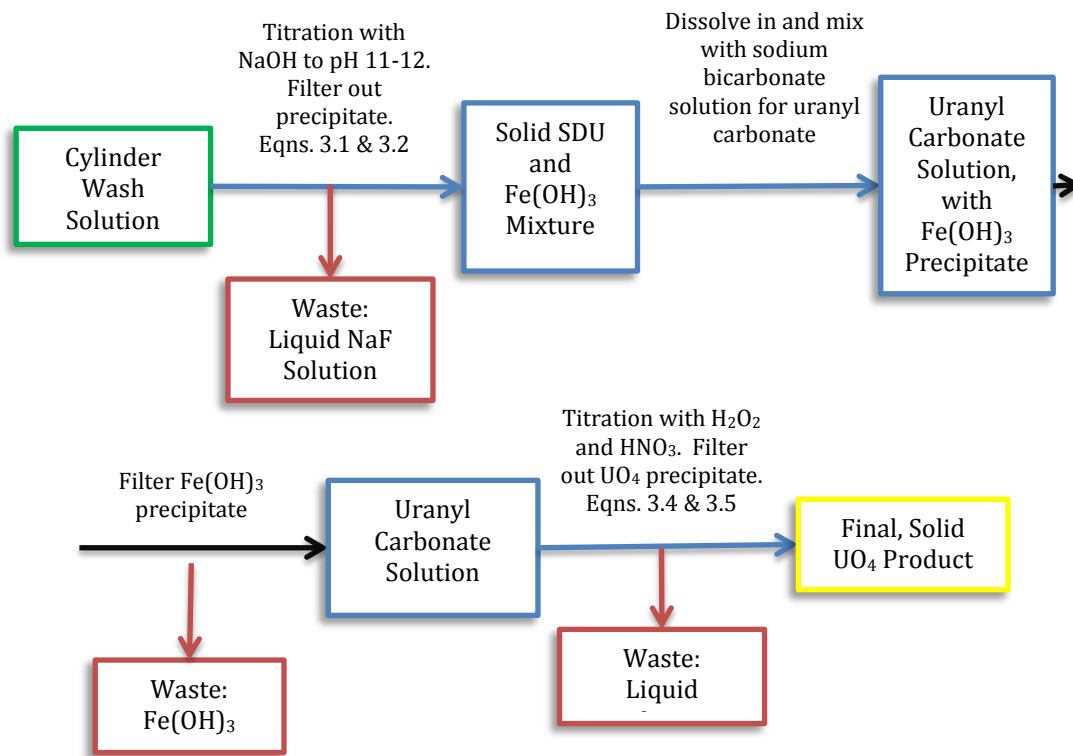 Titration with
NaOH to pH 11-12.
Filter out
precipitate.
Eqns. 3.1 & 3.2
Dissolve in and mix
with sodium
bicarbonate
solution for uranyl
carbonate
Cylinder
Wash
Solution
Solid SDU
and
Fe(OH)₃
Mixture
Uranyl
Carbonate
Solution,
with
Fe(OH)₃
Precipitate
Waste:
Liquid NaF
Solution
Filter Fe(OH)₃
precipitate
Titration with H₂O₂
and HNO₃. Filter
out UO₄ precipitate.
Eqns. 3.4 & 3.5
Uranyl
Carbonate
Solution
Final, Solid
UO₄ Product
Waste:
Fe(OH)₃
Waste:
Liquid